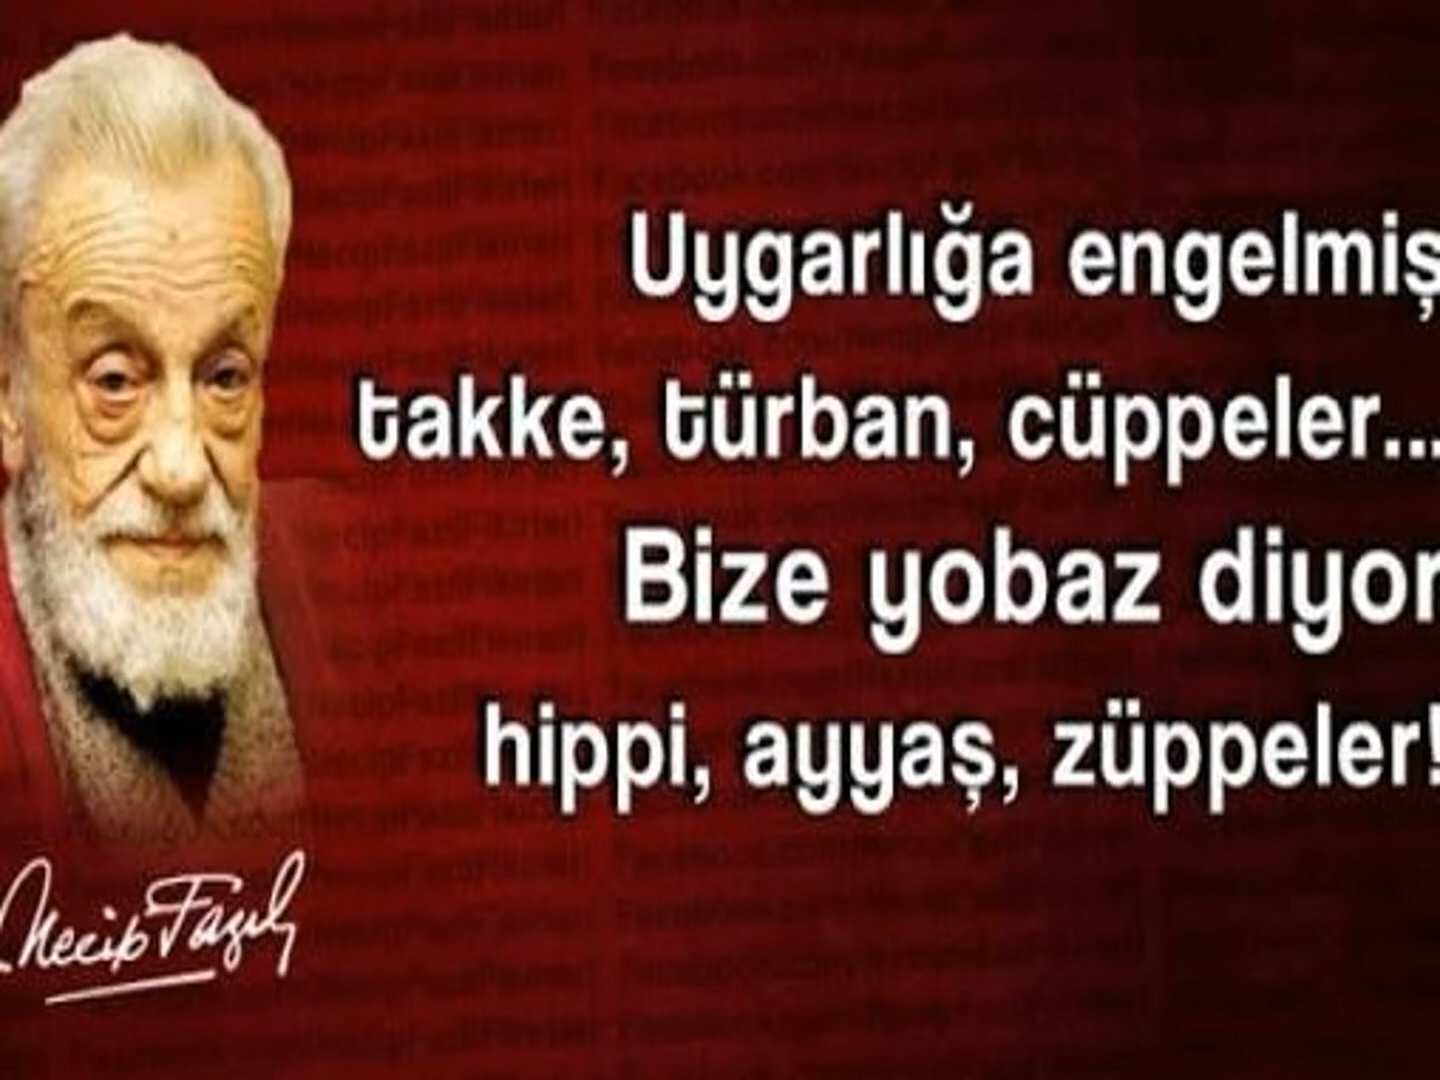 Uygarlığa engelmiş
takke, türban, cüppeler...
Bize yobaz diyor
hippi, ayyaş, züppeler!
Necip Fazıl